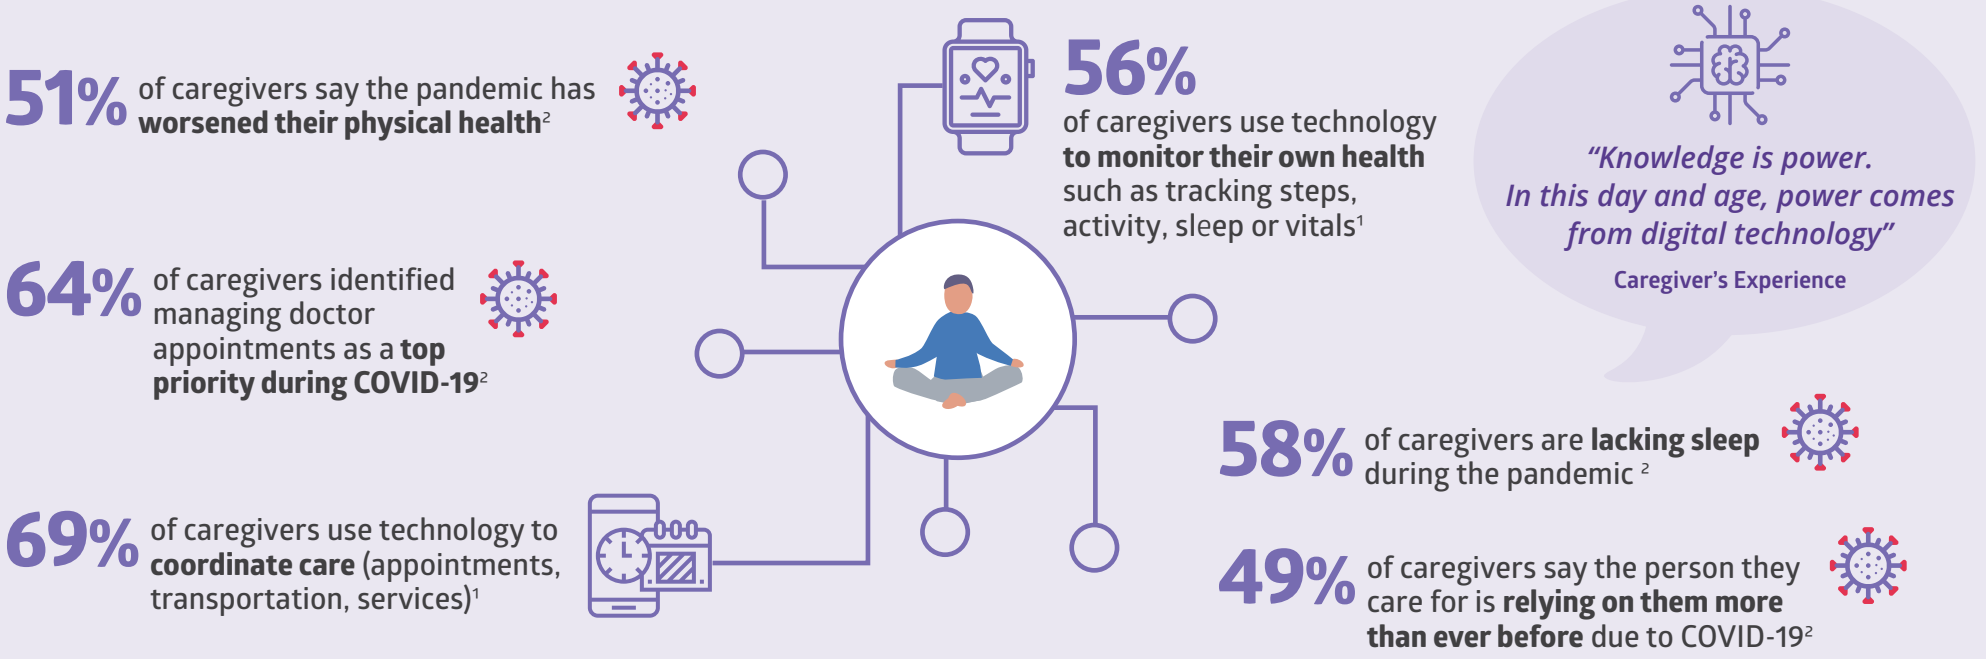 51% of caregivers say the pandemic has
worsened their physical health²
64% of caregivers identified
managing doctor
appointments as a top
priority during COVID-19²
69% of caregivers use technology to
coordinate care (appointments,
transportation, services)¹
56%
of caregivers use technology
to monitor their own health
such as tracking steps,
activity, sleep or vitals¹
“Knowledge is power.
In this day and age, power comes
from digital technology”
Caregiver’s Experience
58% of caregivers are lacking sleep
during the pandemic ²
49% of caregivers say the person they
care for is relying on them more
than ever before due to COVID-19²